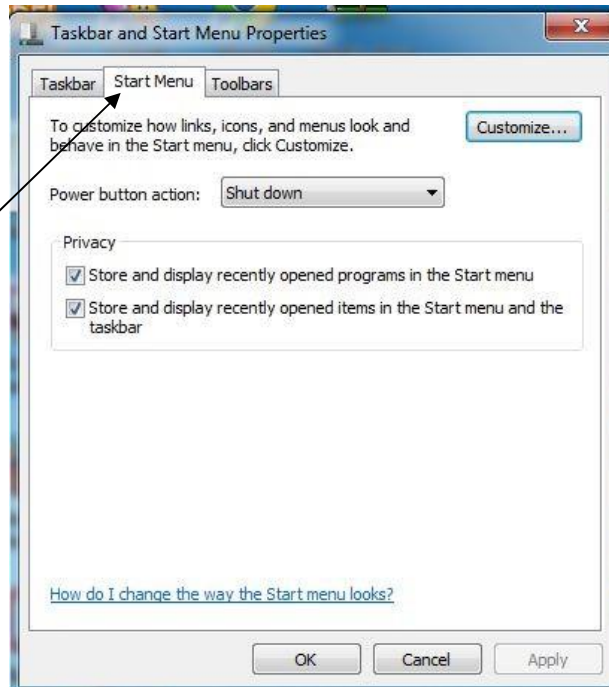 Taskbar and Start Menu Properties
Taskbar Start Menu Toolbars
To customize how links, icons, and menus look and
behave in the Start menu, click Customize.
Customize...
Power button action: Shut down
Privacy
Store and display recently opened programs in the Start menu
Store and display recently opened items in the Start menu and the
taskbar
How do I change the way the Start menu looks?
OK Cancel Apply